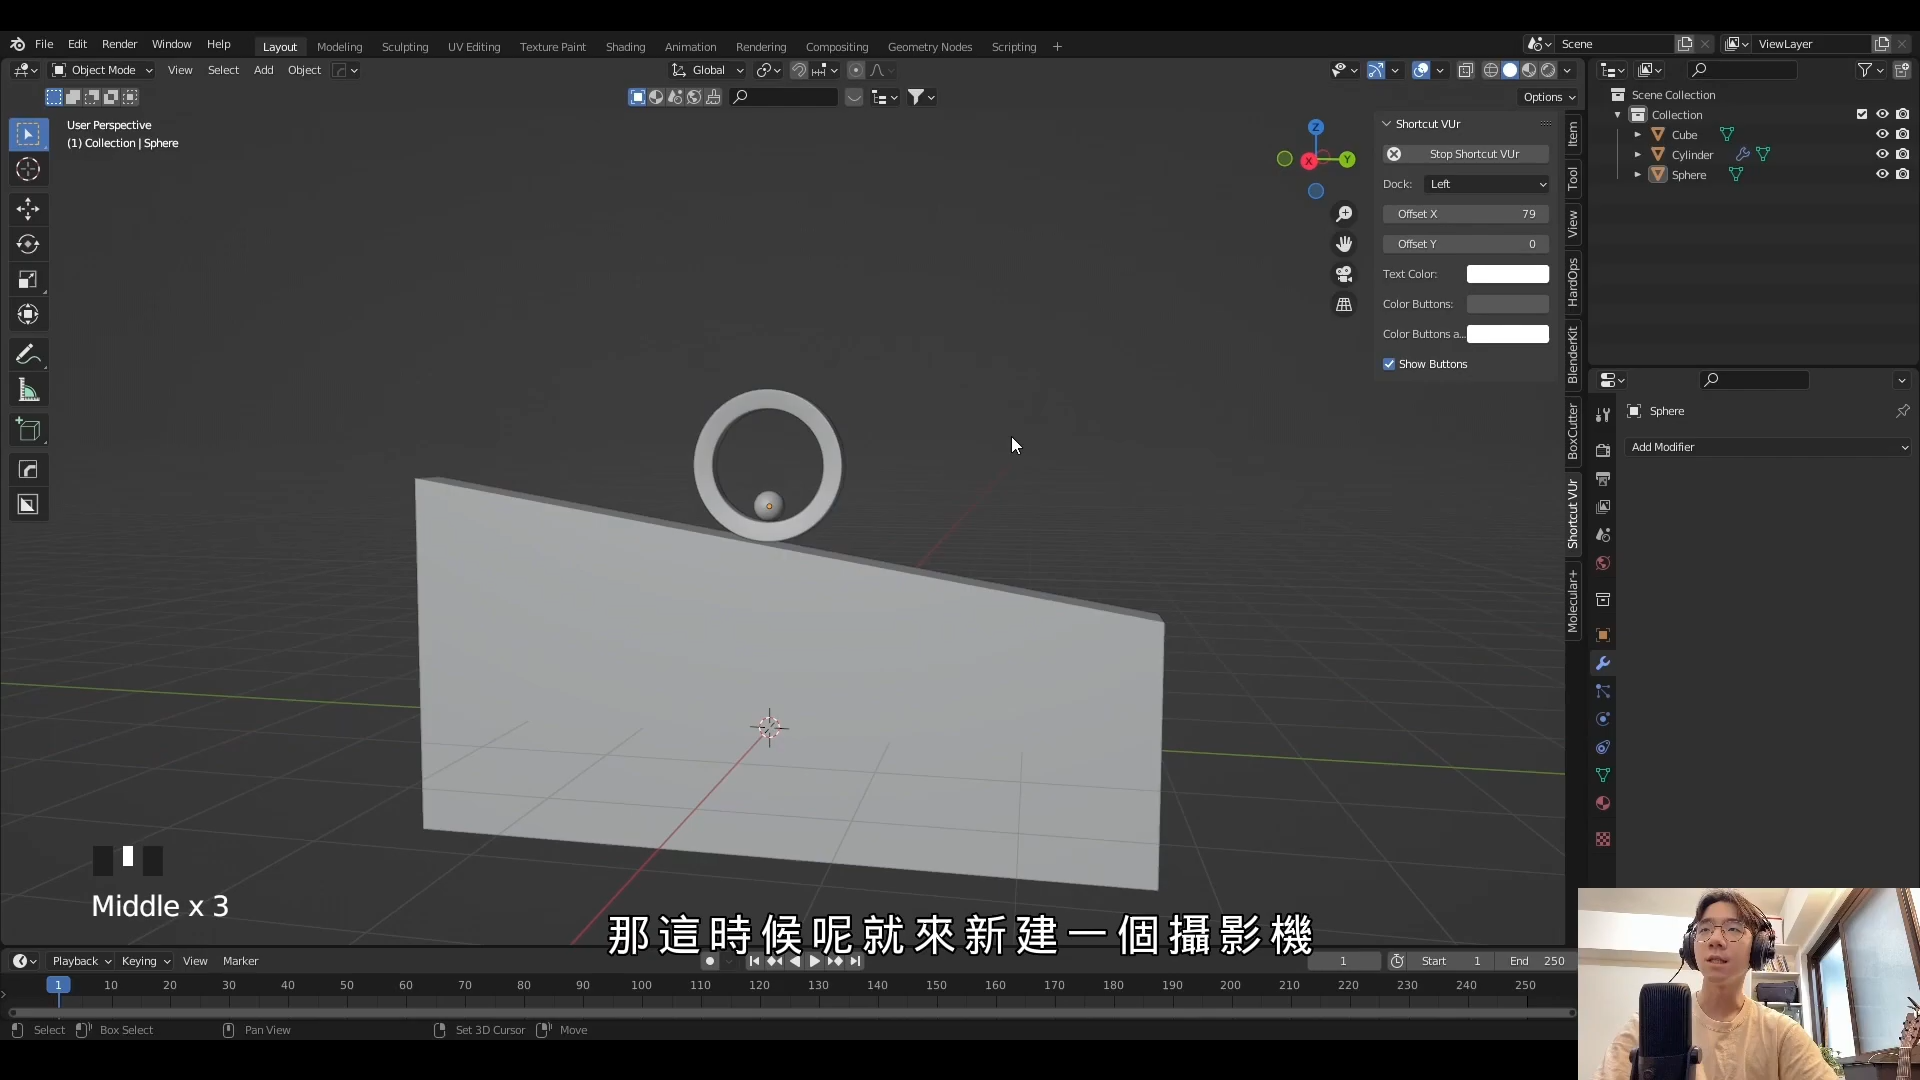 File Edit Render Window Help Layout Modeling Sculpting UV Editing Texture Paint Shading Animation Rendering Compositing Geometry Nodes Scripting + Scene ViewLayer
Object Mode View Select Add Object Global
Options
User Perspective
(1) Collection | Sphere
Z
X
Y
Shortcut VUr
Stop Shortcut VUr
Dock: Left
Offset X 79
Offset Y 0
Text Color:
Color Buttons:
Color Buttons a...
Show Buttons
Item
Tool
View
HardOps
BlenderKit
BoxCutter
Shortcut VUr
Molecular+
Scene Collection
Collection
Cube
Cylinder
Sphere
Sphere
Add Modifier
Middle x 3
那這時候呢就來新建一個攝影機
Playback Keying View Marker 1 Start 1 End 250
1 10 20 30 40 50 60 70 80 90 100 110 120 130 140 150 160 170 180 190 200 210 220 230 240 250
Select Box Select Pan View Set 3D Cursor Move